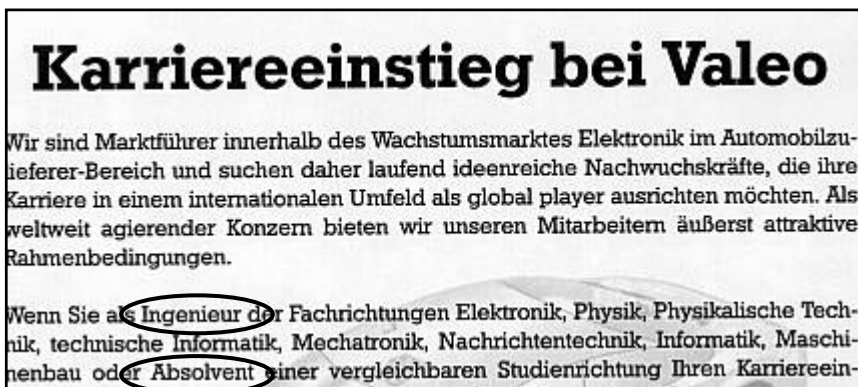 Karriereeinstieg bei Valeo
Wir sind Marktführer innerhalb des Wachstumsmarktes Elektronik im Automobilzu-
ieferer-Bereich und suchen daher laufend ideenreiche Nachwuchskräfte, die ihre
Karriere in einem internationalen Umfeld als global player ausrichten möchten. Als
weltweit agierender Konzern bieten wir unseren Mitarbeitern äußerst attraktive
Rahmenbedingungen.
Wenn Sie als Ingenieur der Fachrichtungen Elektronik, Physik, Physikalische Tech-
nik, technische Informatik, Mechatronik, Nachrichtentechnik, Informatik, Maschi-
nenbau oder Absolvent einer vergleichbaren Studienrichtung Ihren Karriereein-